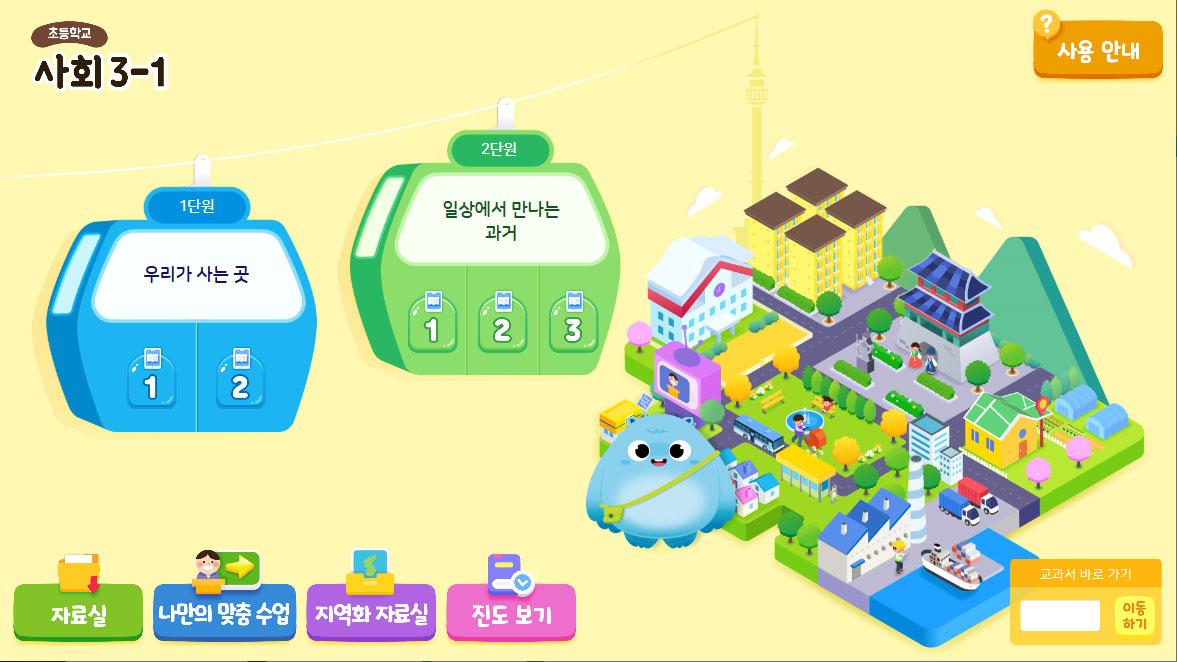 초등학교
사회 3-1
?
사용 안내
1단원
우리가 사는 곳
1
2
2단원
일상에서 만나는
과거
1
2
3
자료실
나만의 맞춤 수업
지역화 자료실
진도 보기
교과서 바로 가기
이동
하기